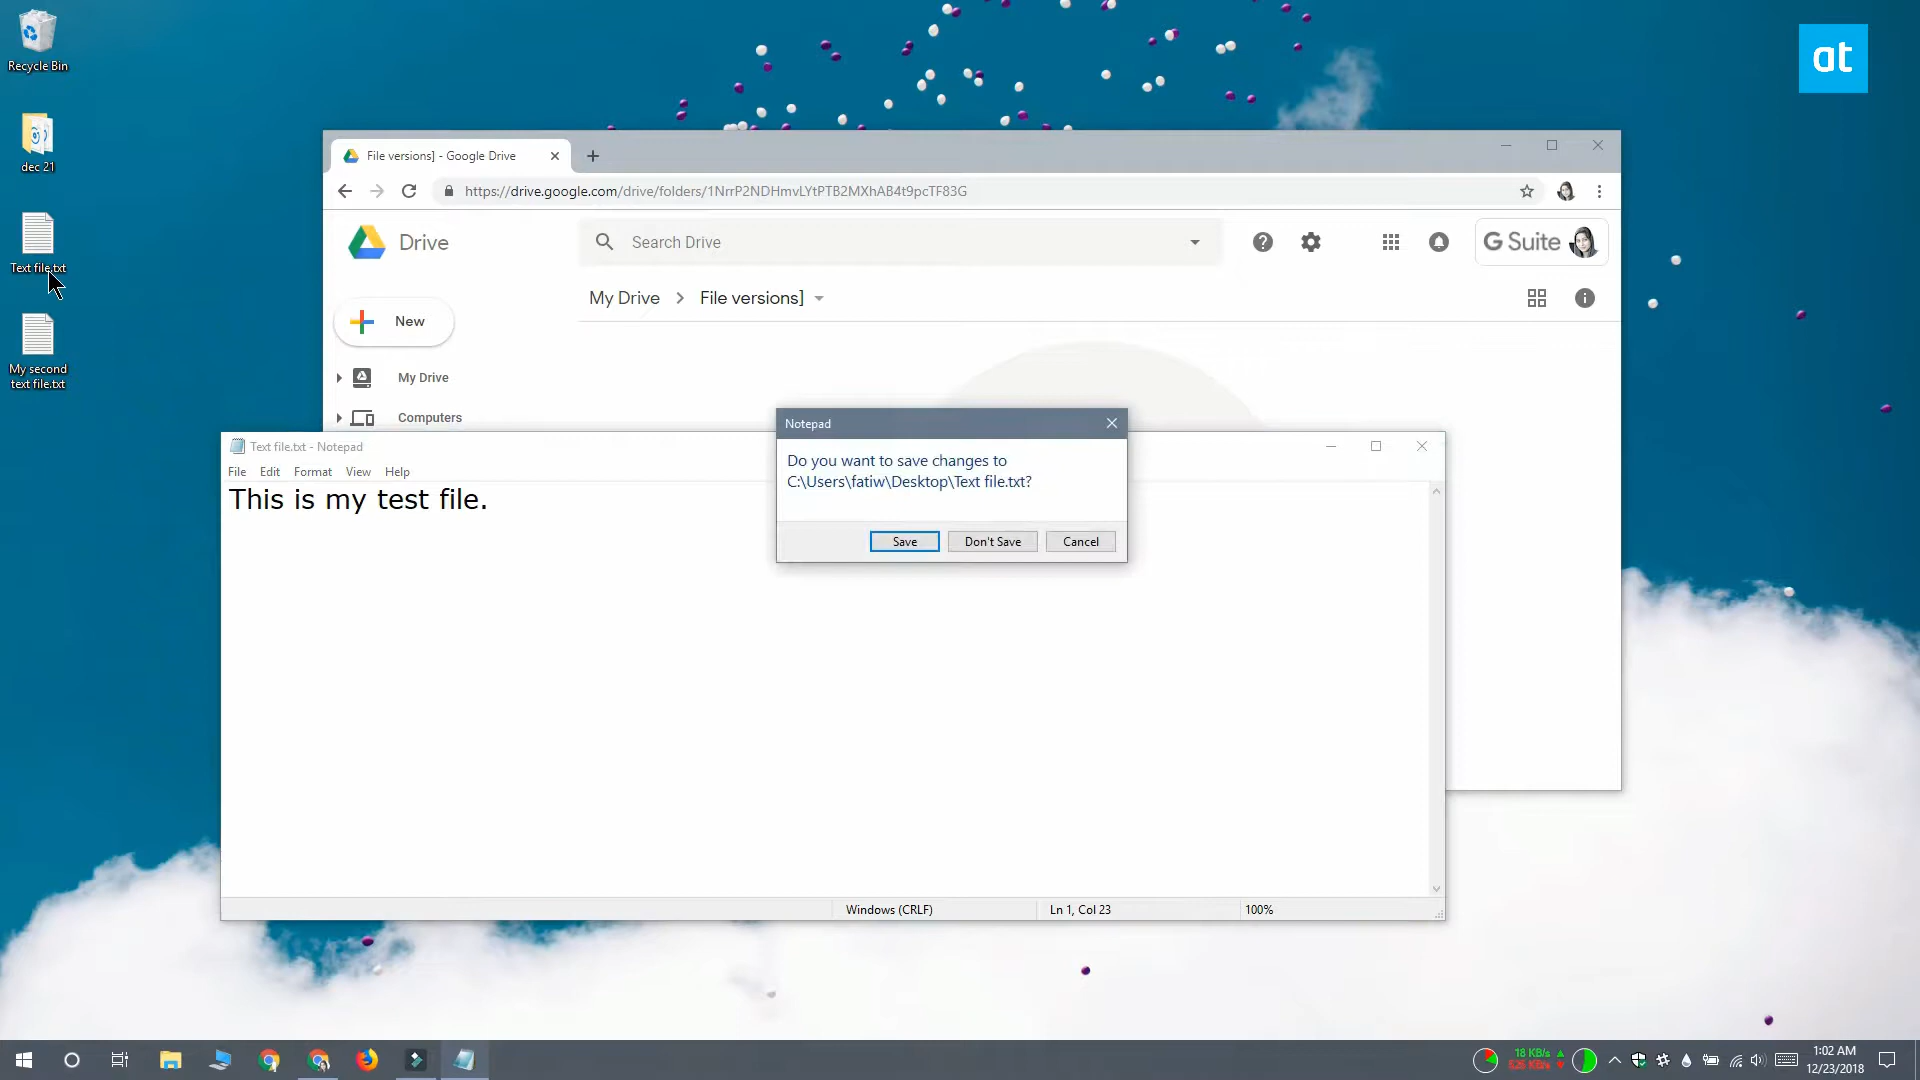 Recycle Bin
dec 21
Text file.txt
My second
text file.txt
at
File versions] - Google Drive
https://drive.google.com/drive/folders/1NrrP2NDHmvLYtPTB2MXhAB4t9pcTF83G
Drive
Search Drive
G Suite
New
My Drive
File versions]
My Drive
Computers
Text file.txt - Notepad
File Edit Format View Help
This is my test file.
Notepad
Do you want to save changes to
C:\Users\fatiw\Desktop\Text file.txt?
Save Don't Save Cancel
Windows (CRLF) Ln 1, Col 23 100%
18 KB/s
1:02 AM
12/23/2018